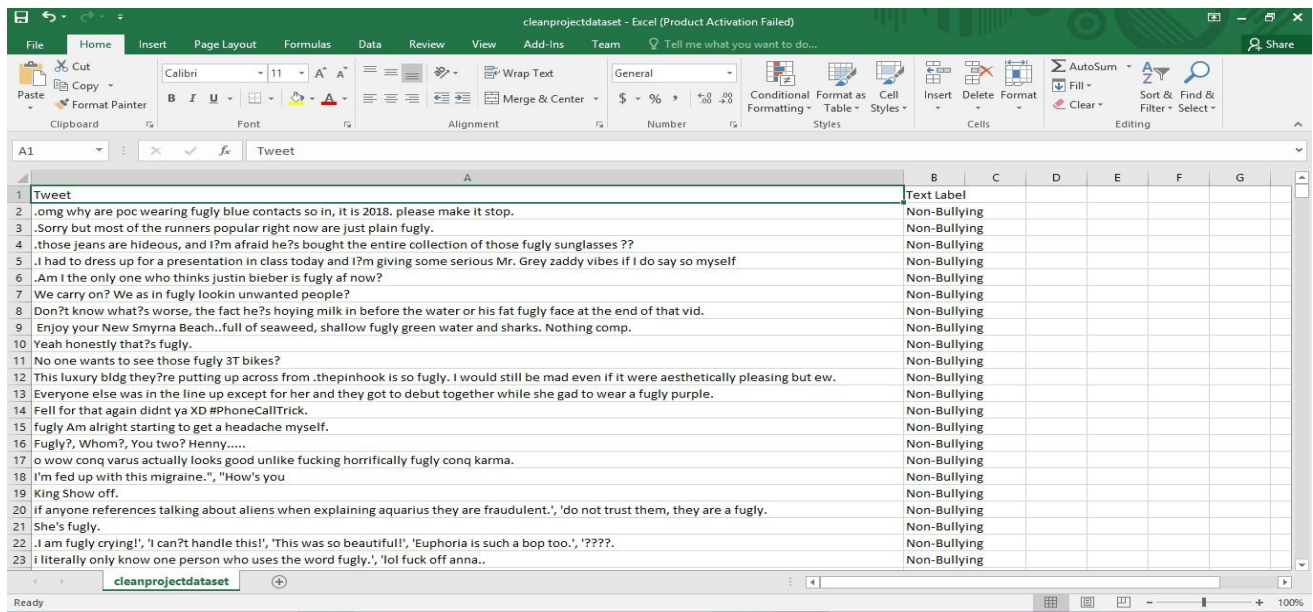 cleanprojectdataset - Excel (Product Activation Failed)
File Home Insert Page Layout Formulas Data Review View Add-Ins Team Tell me what you want to do... Share
Cut
Copy
Format Painter
Paste
Calibri 11 A A
B I U A
Wrap Text
Merge & Center
General
$ % , .00 .0
Conditional Formatting Format as Table Cell Styles
Insert Delete Format
AutoSum
Fill
Clear
Sort & Filter Find & Select
Clipboard Font Alignment Number Styles Cells Editing
A1 fx Tweet
A B C D E F G
1 Tweet Text Label
2 .omg why are poc wearing fugly blue contacts so in, it is 2018. please make it stop. Non-Bullying
3 .Sorry but most of the runners popular right now are just plain fugly. Non-Bullying
4 .those jeans are hideous, and I?m afraid he?s bought the entire collection of those fugly sunglasses ?? Non-Bullying
5 .I had to dress up for a presentation in class today and I?m giving some serious Mr. Grey zaddy vibes if I do say so myself Non-Bullying
6 .Am I the only one who thinks justin bieber is fugly af now? Non-Bullying
7 We carry on? We as in fugly lookin unwanted people? Non-Bullying
8 Don?t know what?s worse, the fact he?s hoying milk in before the water or his fat fugly face at the end of that vid. Non-Bullying
9 Enjoy your New Smyrna Beach..full of seaweed, shallow fugly green water and sharks. Nothing comp. Non-Bullying
10 Yeah honestly that?s fugly. Non-Bullying
11 No one wants to see those fugly 3T bikes? Non-Bullying
12 This luxury bldg they?re putting up across from .thepinhook is so fugly. I would still be mad even if it were aesthetically pleasing but ew. Non-Bullying
13 Everyone else was in the line up except for her and they got to debut together while she gad to wear a fugly purple. Non-Bullying
14 Fell for that again didnt ya XD #PhoneCallTrick. Non-Bullying
15 fugly Am alright starting to get a headache myself. Non-Bullying
16 Fugly?, Whom?, You two? Henny..... Non-Bullying
17 o wow conq varus actually looks good unlike fucking horrifically fugly conq karma. Non-Bullying
18 I'm fed up with this migraine.", "How's you Non-Bullying
19 King Show off. Non-Bullying
20 if anyone references talking about aliens when explaining aquarius they are fraudulent.', 'do not trust them, they are a fugly. Non-Bullying
21 She's fugly. Non-Bullying
22 .I am fugly crying!', 'I can?t handle this!', 'This was so beautiful!', 'Euphoria is such a bop too.', '????. Non-Bullying
23 i literally only know one person who uses the word fugly.', 'lol fuck off anna.. Non-Bullying
cleanprojectdataset
Ready 100%